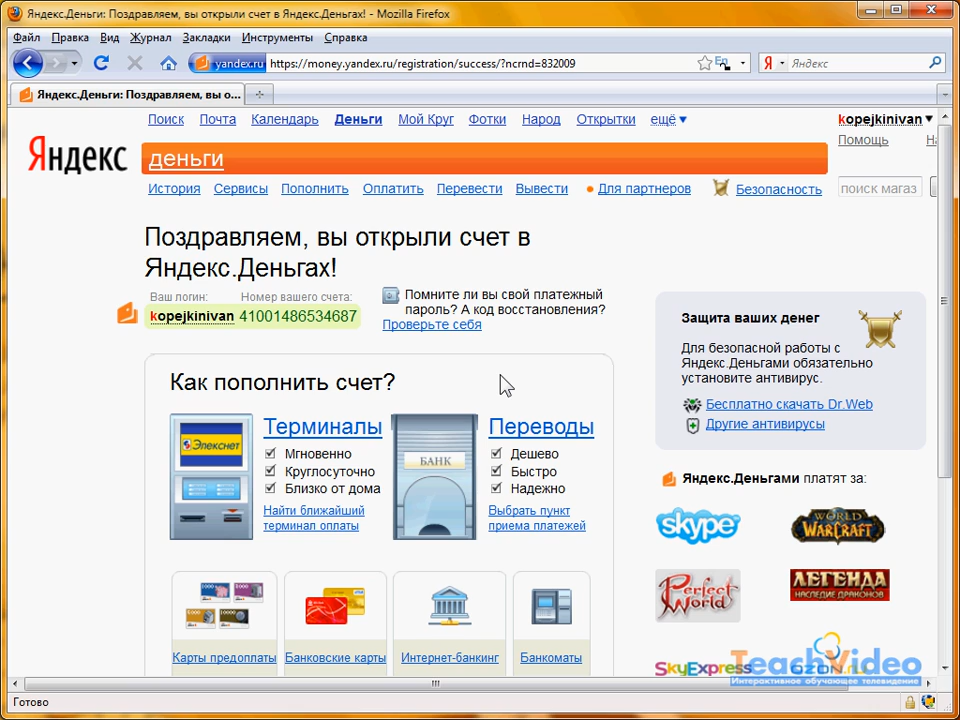 Яндекс.Деньги: Поздравляем, вы открыли счет в Яндекс.Деньгах! - Mozilla Firefox
Файл Правка Вид Журнал Закладки Инструменты Справка
yandex.ru https://money.yandex.ru/registration/success/?ncrnd=832009 Я Яндекс
Яндекс.Деньги: Поздравляем, вы о...
Поиск Почта Календарь Деньги Мой Круг Фотки Народ Открытки ещё kopejkinivan
Помощь
Яндекс деньги
История Сервисы Пополнить Оплатить Перевести Вывести Для партнеров Безопасность поиск магаз
Поздравляем, вы открыли счет в
Яндекс.Деньгах!
Ваш логин: Номер вашего счета:
kopejkinivan 41001486534687
Помните ли вы свой платежный
пароль? А код восстановления?
Проверьте себя
Защита ваших денег
Для безопасной работы с
Яндекс.Деньгами обязательно
установите антивирус.
Бесплатно скачать Dr.Web
Другие антивирусы
Как пополнить счет?
Элекснет
Терминалы
Мгновенно
Круглосуточно
Близко от дома
Найти ближайший
терминал оплаты
БАНК
Переводы
Дешево
Быстро
Надежно
Выбрать пункт
приема платежей
Яндекс.Деньгами платят за:
skype
WORLD OF WARCRAFT
Perfect World
ЛЕГЕНДА
НАСЛЕДИЕ ДРАКОНОВ
SkyExpress
OZON.ru
Карты предоплаты Банковские карты Интернет-банкинг Банкоматы
TeachVideo
Интерактивное обучающее телевидение
Готово